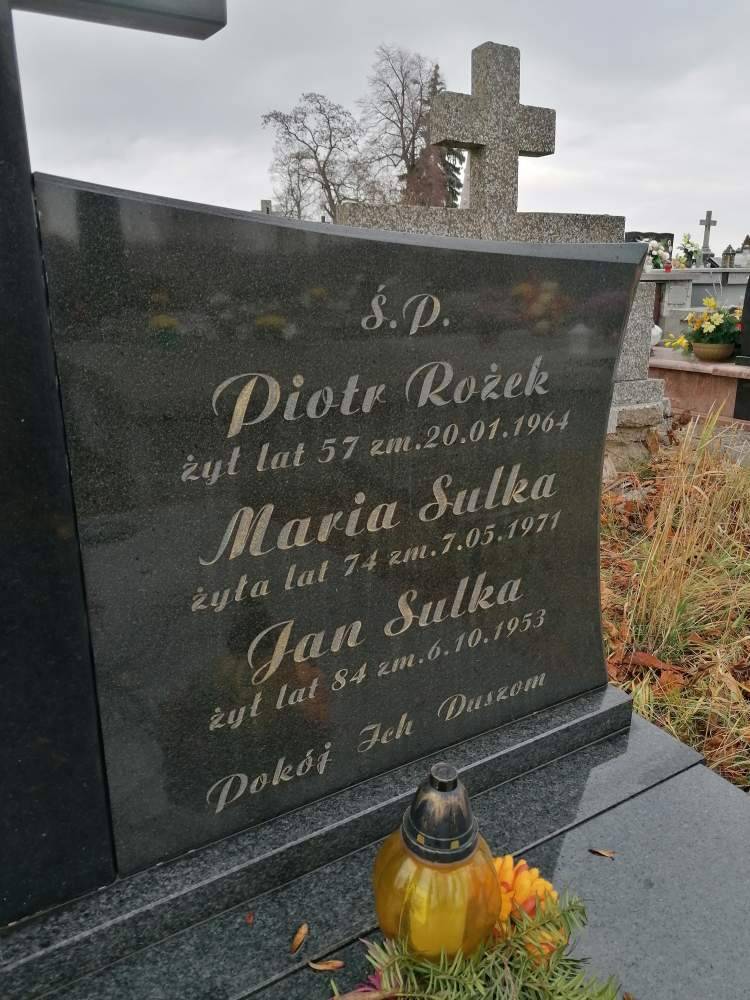 Ś.P.
Piotr Rożek
żył lat 57 zm.20.01.1964
Maria Sulka
żyła lat 74 zm.7.05.1971
Jan Sulka
żył lat 84 zm.6.10.1953
Pokój Ich Duszom